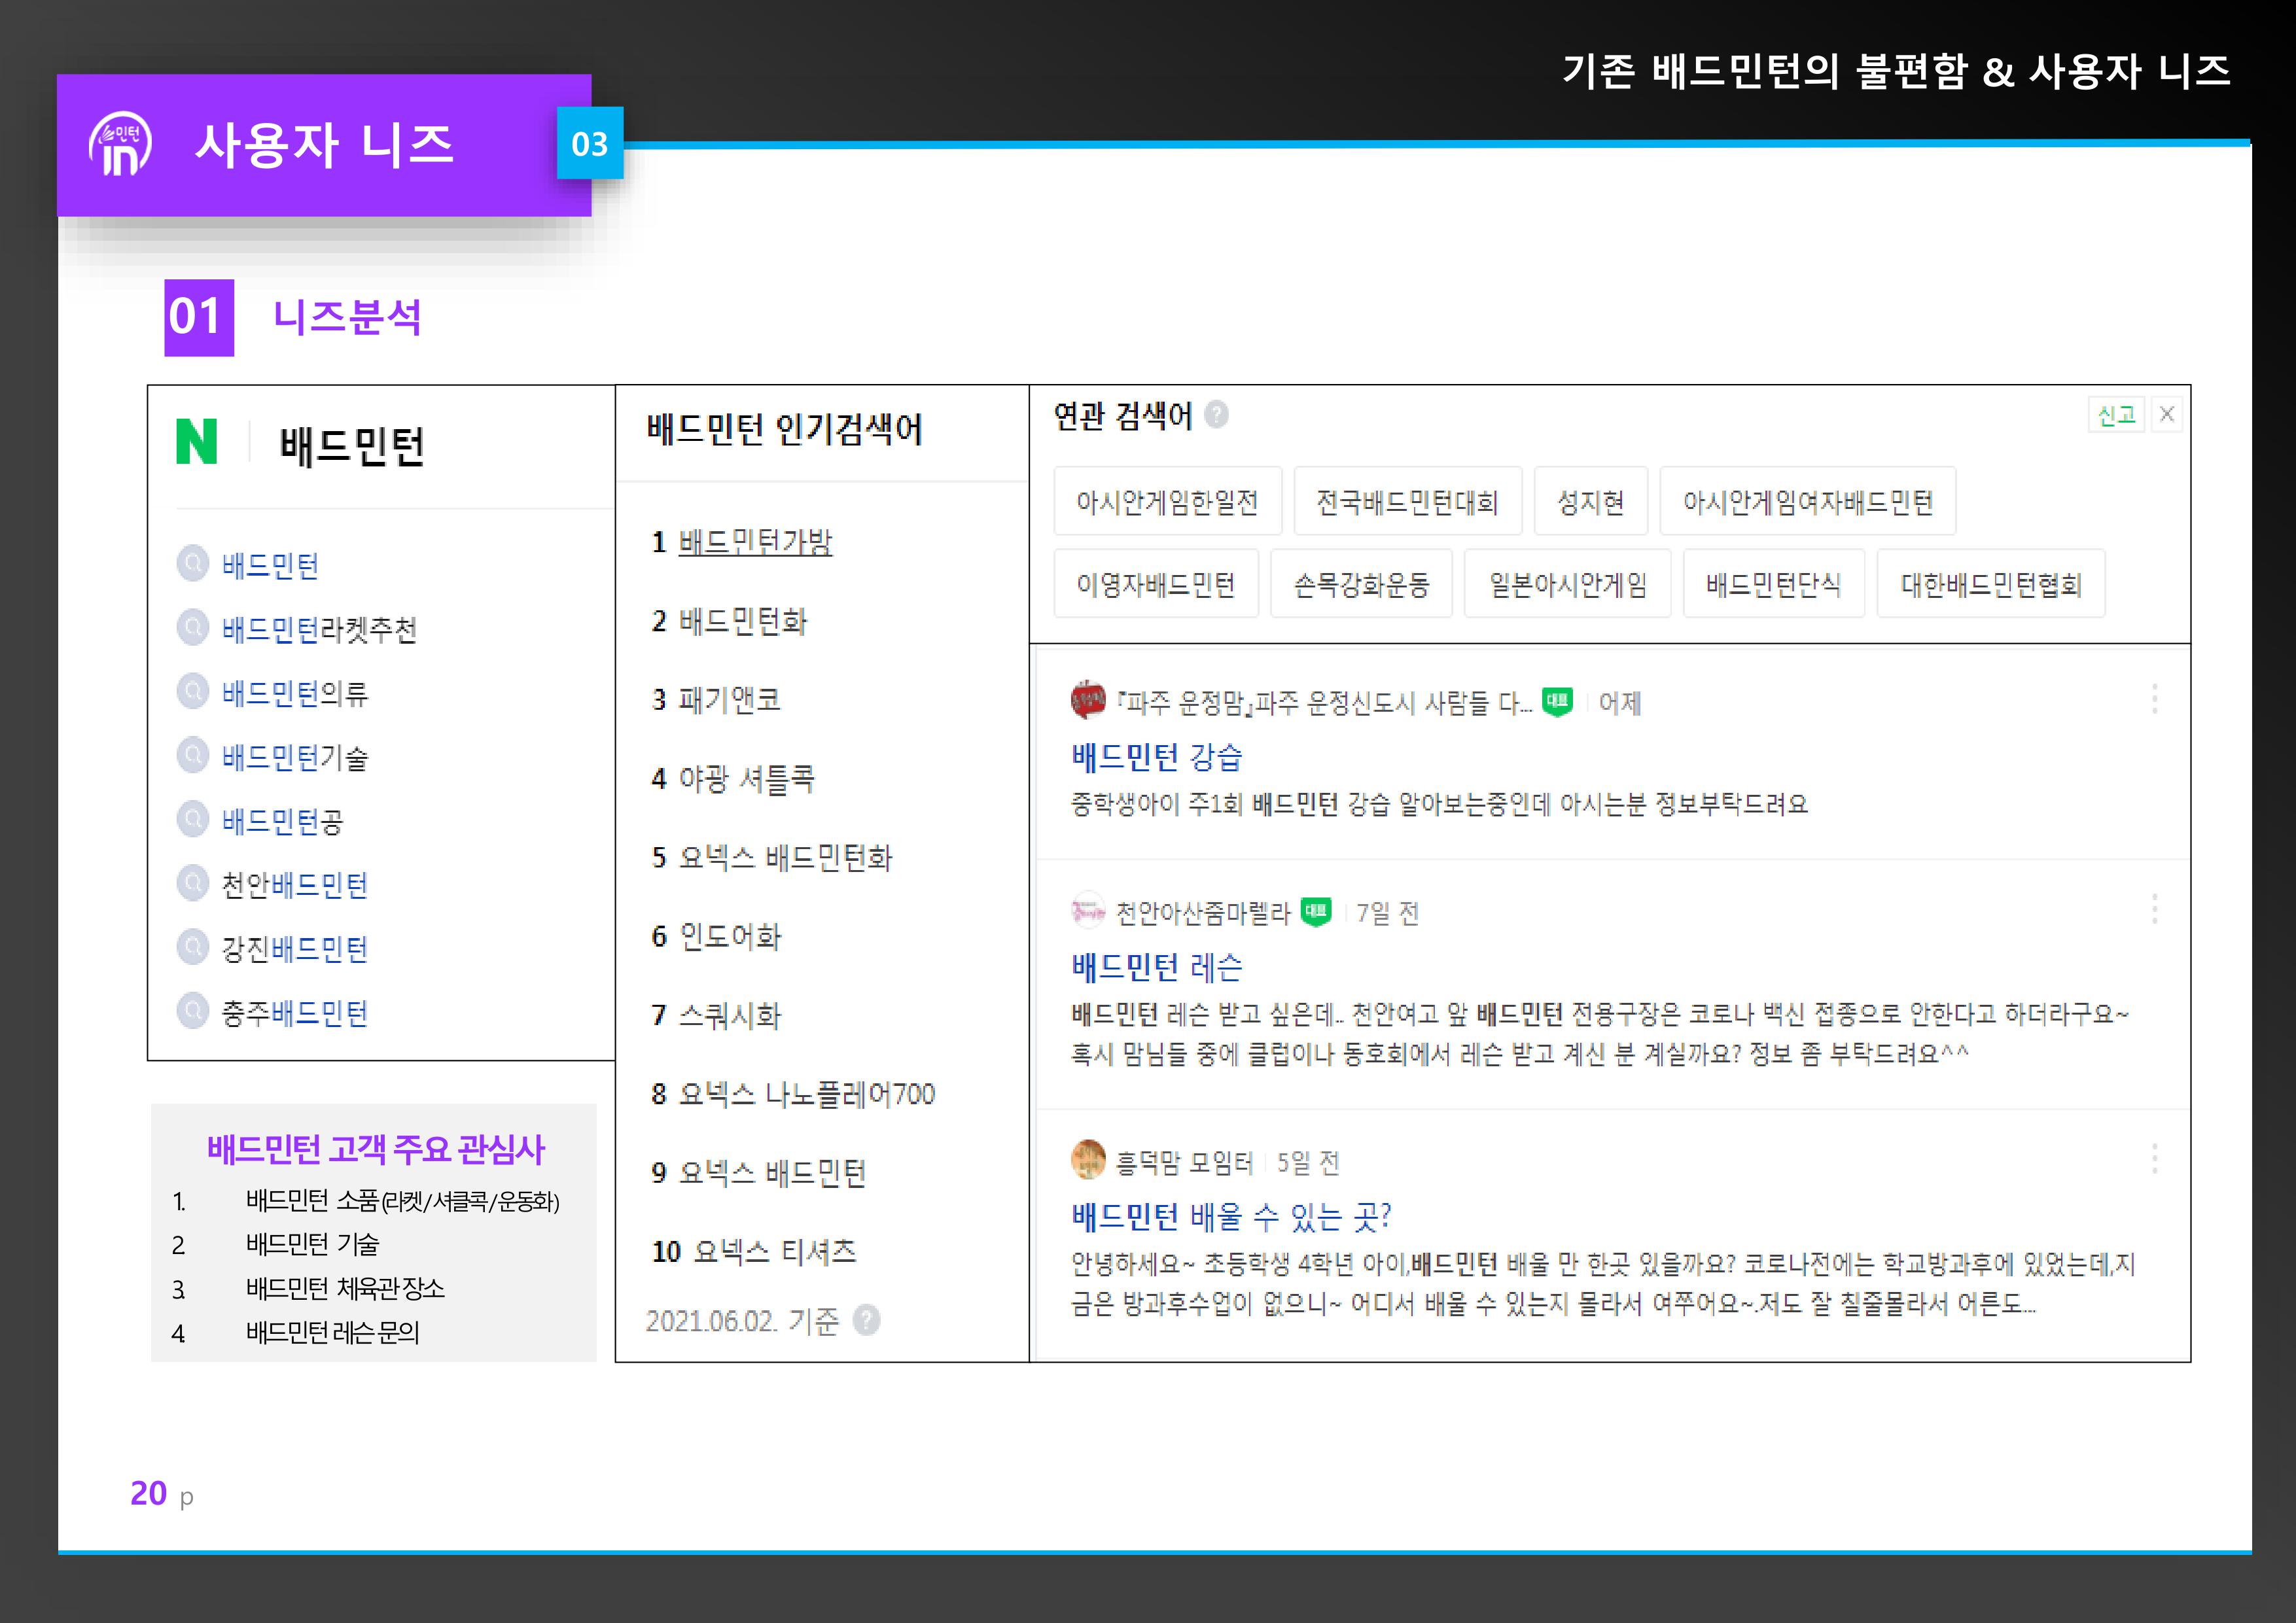 기존 배드민턴의 불편함 & 사용자 니즈
민턴
in
사용자 니즈
03
01
니즈분석
N
배드민턴
배드민턴
배드민턴라켓추천
배드민턴의류
배드민턴기술
배드민턴공
천안배드민턴
강진배드민턴
충주배드민턴
배드민턴 고객 주요 관심사
1. 배드민턴 소품(라켓/셔클콕/운동화)
2. 배드민턴 기술
3. 배드민턴 체육관 장소
4. 배드민턴 레슨 문의
배드민턴 인기검색어
1 배드민턴가방
2 배드민턴화
3 패기앤코
4 야광 셔틀콕
5 요넥스 배드민턴화
6 인도어화
7 스쿼시화
8 요넥스 나노플레어700
9 요넥스 배드민턴
10 요넥스 티셔츠
2021.06.02. 기준 ?
연관 검색어 ?
신고 X
아시안게임한일전 전국배드민턴대회 성지현 아시안게임여자배드민턴
이영자배드민턴 손목강화운동 일본아시안게임 배드민턴단식 대한배드민턴협회
『파주 운정맘』파주 운정신도시 사람들 다... 대표 어제
배드민턴 강습
중학생아이 주1회 배드민턴 강습 알아보는중인데 아시는분 정보부탁드려요
천안아산줌마렐라 대표 7일 전
배드민턴 레슨
배드민턴 레슨 받고 싶은데.. 천안여고 앞 배드민턴 전용구장은 코로나 백신 접종으로 안한다고 하더라구요~
혹시 맘님들 중에 클럽이나 동호회에서 레슨 받고 계신 분 계실까요? 정보 좀 부탁드려요^^
흥덕맘 모임터 5일 전
배드민턴 배울 수 있는 곳?
안녕하세요~ 초등학생 4학년 아이,배드민턴 배울 만 한곳 있을까요? 코로나전에는 학교방과후에 있었는데,지
금은 방과후수업이 없으니~ 어디서 배울 수 있는지 몰라서 여쭈어요~.저도 잘 칠줄몰라서 어른도...
20 p